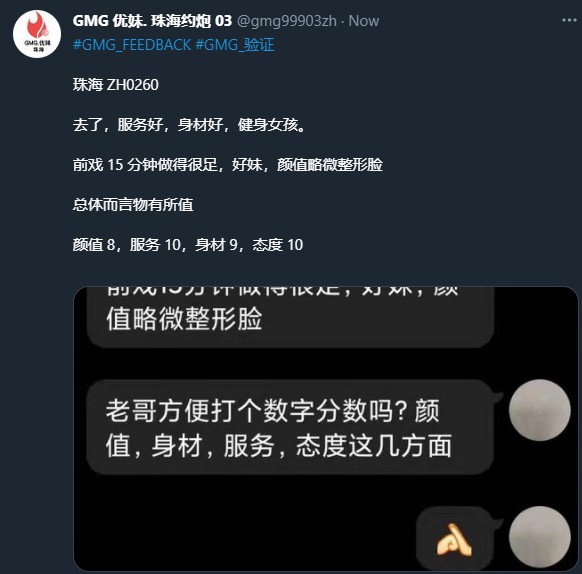 GMG 优妹. 珠海约炮 03 @gmg99903zh · Now
GMG.优妹
珠海
#GMG_FEEDBACK #GMG_验证
珠海 ZH0260
去了，服务好，身材好，健身女孩。
前戏 15 分钟做得很足，好妹，颜值略微整形脸
总体而言物有所值
颜值 8，服务 10，身材 9，态度 10
前戏15分钟做得很足，好妹，颜
值略微整形脸
老哥方便打个数字分数吗? 颜
值，身材，服务，态度这几方面